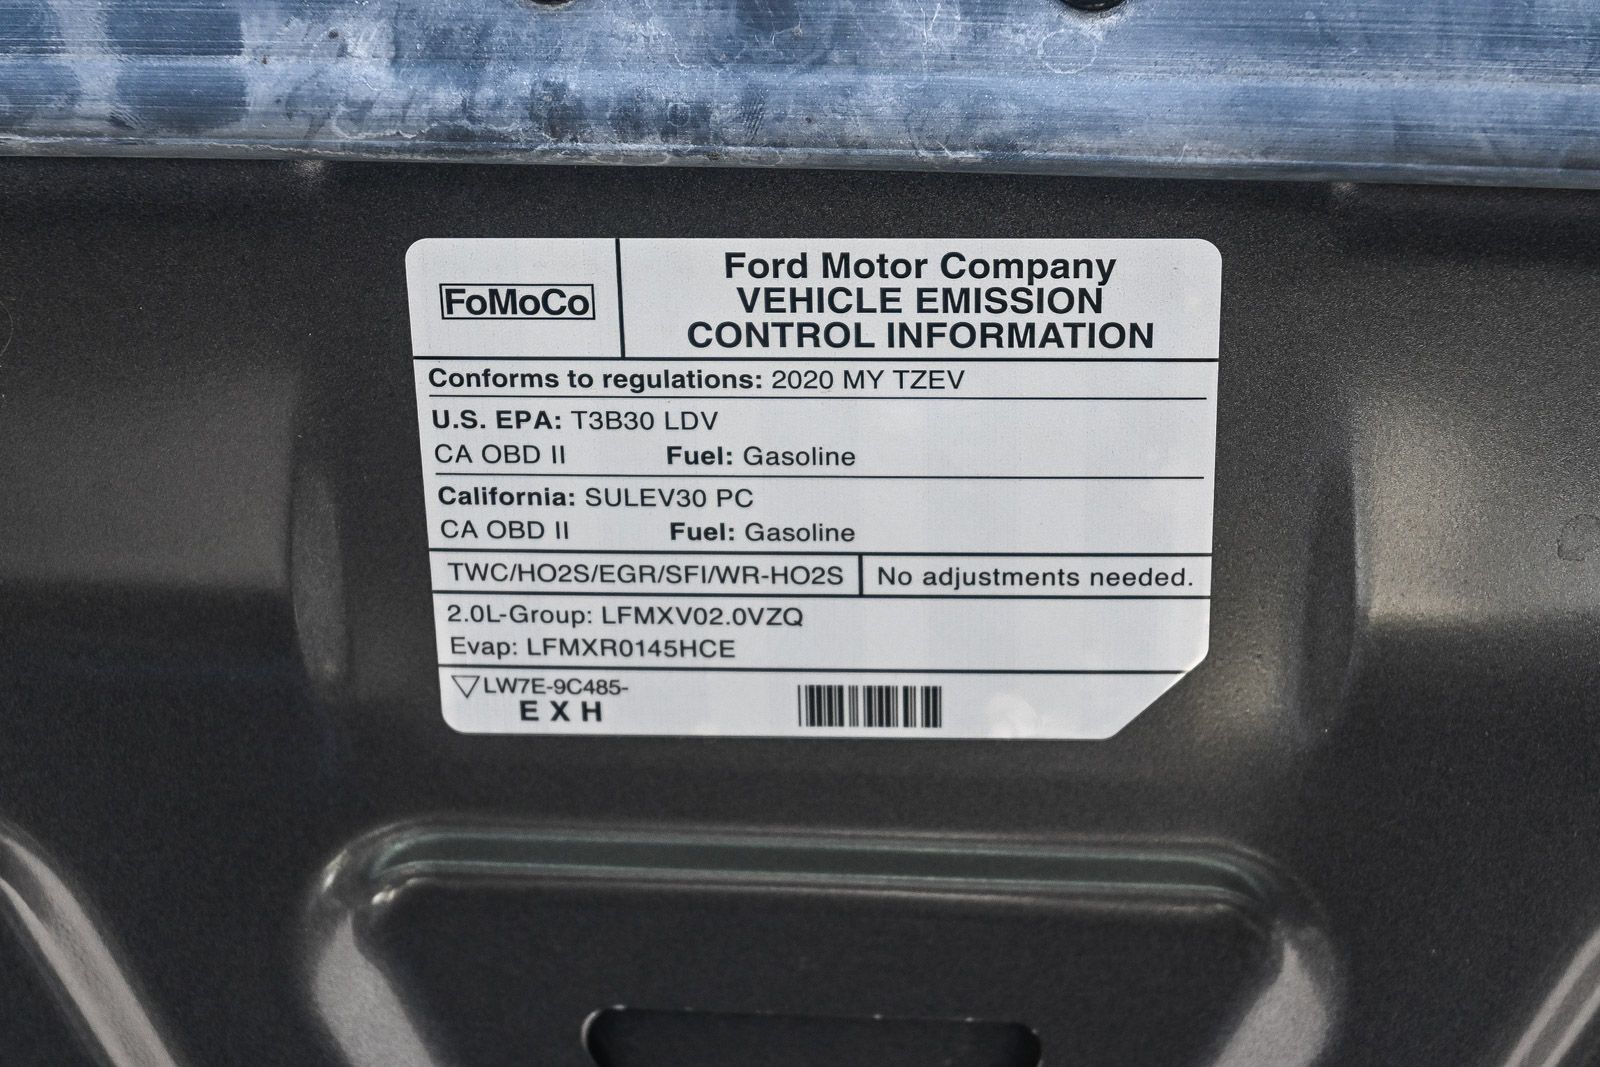 FoMoCo
Ford Motor Company
VEHICLE EMISSION
CONTROL INFORMATION
Conforms to regulations: 2020 MY TZEV
U.S. EPA: T3B30 LDV
CA OBD II Fuel: Gasoline
California: SULEV30 PC
CA OBD II Fuel: Gasoline
TWC/HO2S/EGR/SFI/WR-HO2S No adjustments needed.
2.0L-Group: LFMXV02.0VZQ
Evap: LFMXR0145HCE
LW7E-9C485-
E X H